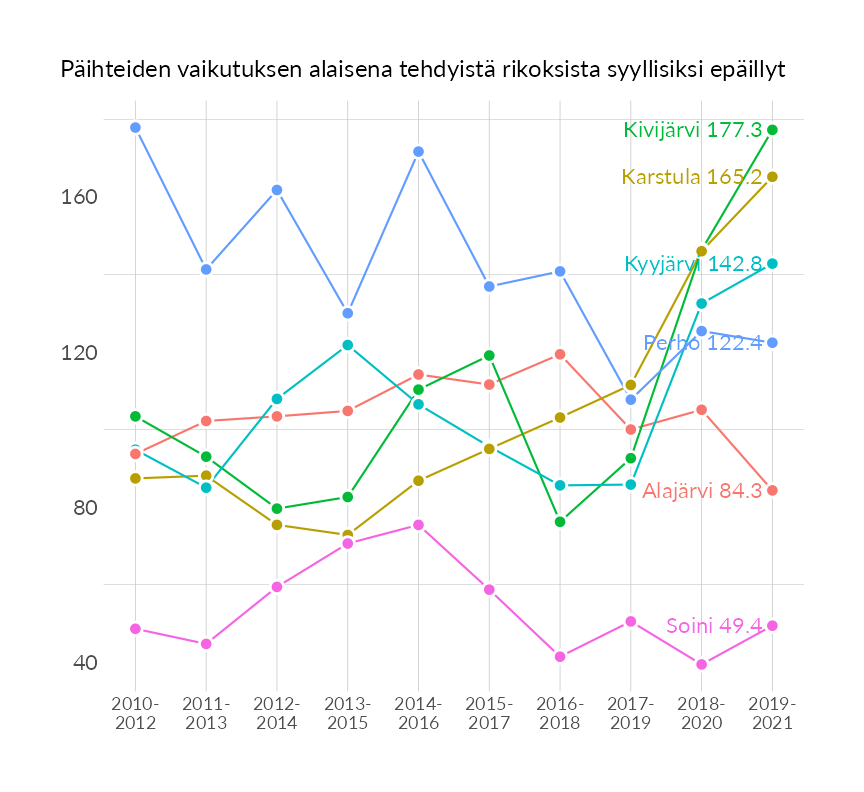 Päihteiden vaikutuksen alaisena tehdyistä rikoksista syyllisiksi epäillyt
Kivijärvi 177.3
Karstula 165.2
160
Kyyjärvi 142.8
Perho 122.4
120
Alajärvi 84.3
80
Soini 49.4
40
2010- 2011- 2012- 2013- 2014- 2015- 2016- 2017- 2018- 2019-
2012 2013 2014 2015 2016 2017 2018 2019 2020 2021